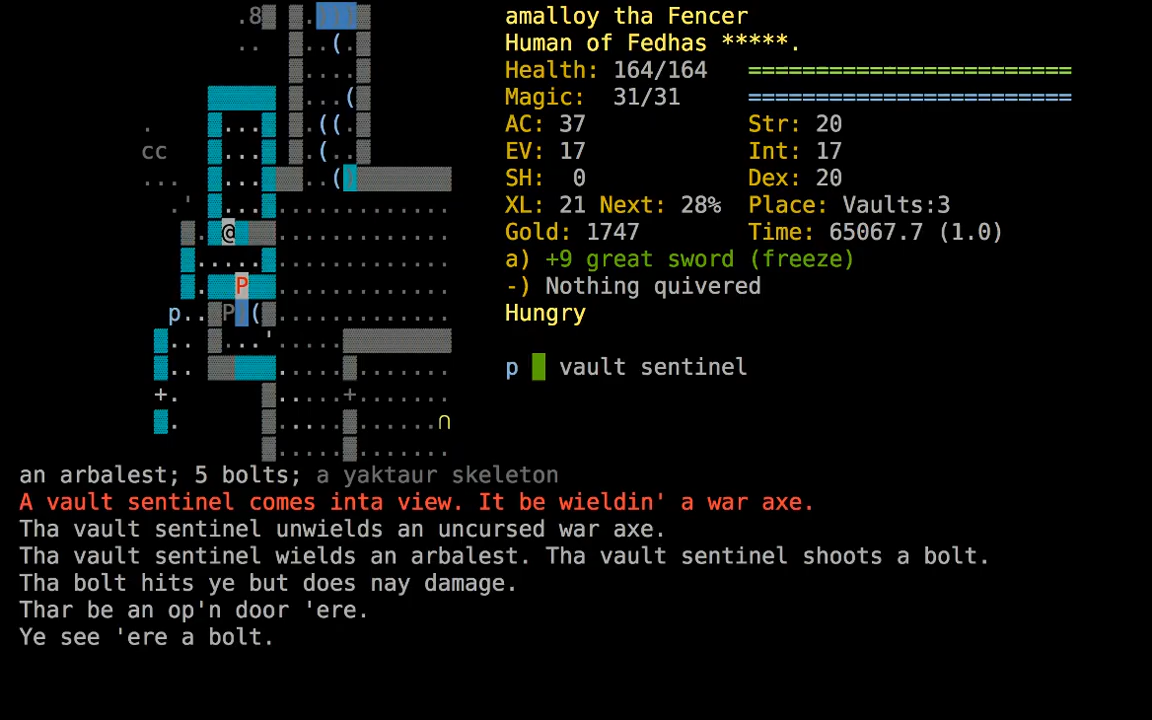 amalloy tha Fencer
Human of Fedhas *****.
Health: 164/164 ========================
Magic: 31/31 ========================
AC: 37 Str: 20
EV: 17 Int: 17
SH: 0 Dex: 20
XL: 21 Next: 28% Place: Vaults:3
Gold: 1747 Time: 65067.7 (1.0)
a) +9 great sword (freeze)
-) Nothing quivered
Hungry
p vault sentinel
an arbalest; 5 bolts; a yaktaur skeleton
A vault sentinel comes inta view. It be wieldin' a war axe.
Tha vault sentinel unwields an uncursed war axe.
Tha vault sentinel wields an arbalest. Tha vault sentinel shoots a bolt.
Tha bolt hits ye but does nay damage.
Thar be an op'n door 'ere.
Ye see 'ere a bolt.